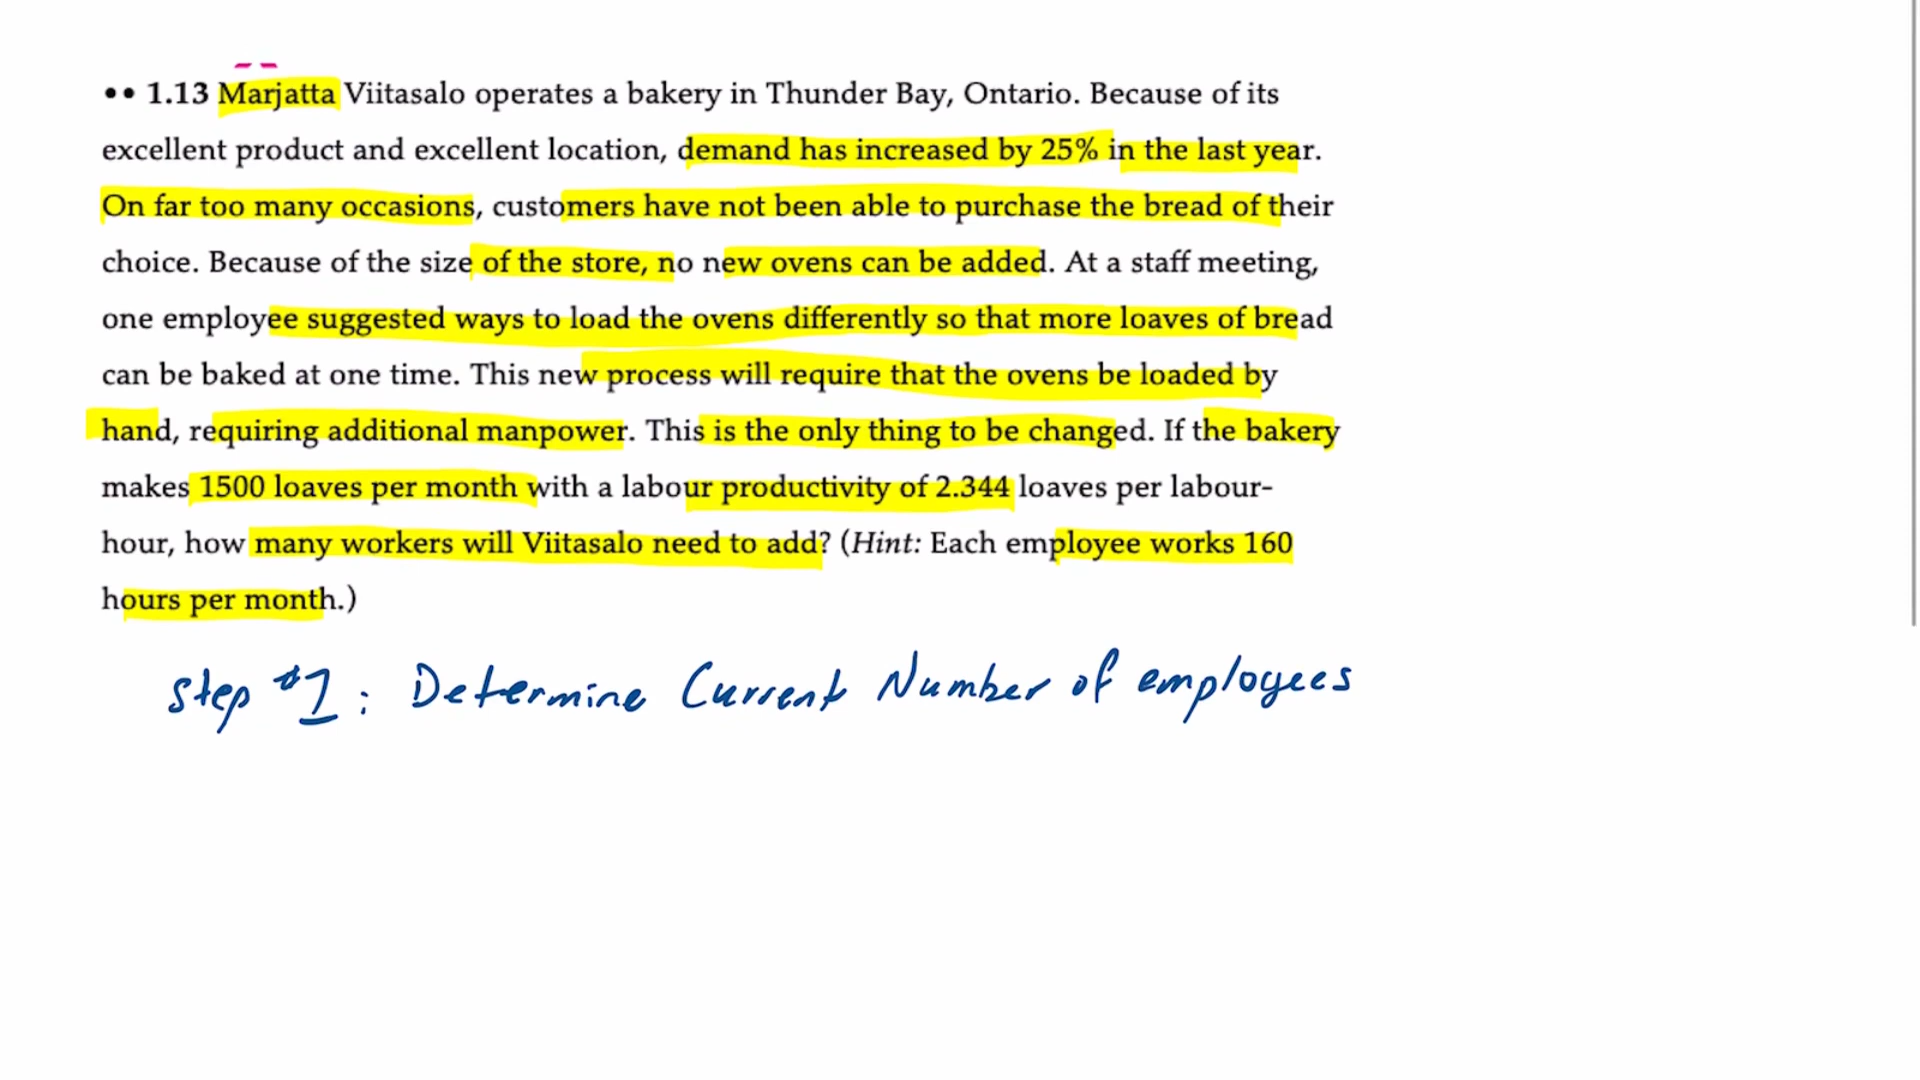 •• 1.13 Marjatta Viitasalo operates a bakery in Thunder Bay, Ontario. Because of its
excellent product and excellent location, demand has increased by 25% in the last year.
On far too many occasions, customers have not been able to purchase the bread of their
choice. Because of the size of the store, no new ovens can be added. At a staff meeting,
one employee suggested ways to load the ovens differently so that more loaves of bread
can be baked at one time. This new process will require that the ovens be loaded by
hand, requiring additional manpower. This is the only thing to be changed. If the bakery
makes 1500 loaves per month with a labour productivity of 2.344 loaves per labour-
hour, how many workers will Viitasalo need to add? (Hint: Each employee works 160
hours per month.)
Step #1: Determine Current Number of employees